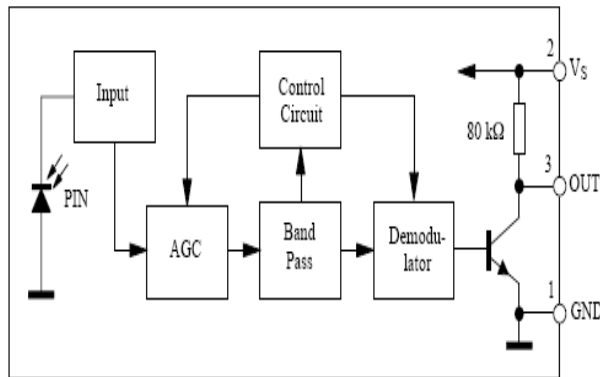 Input
Control
Circuit
2
Vs
80 kΩ
3
OUT
PIN
AGC
Band
Pass
Demodu-
lator
1
GND